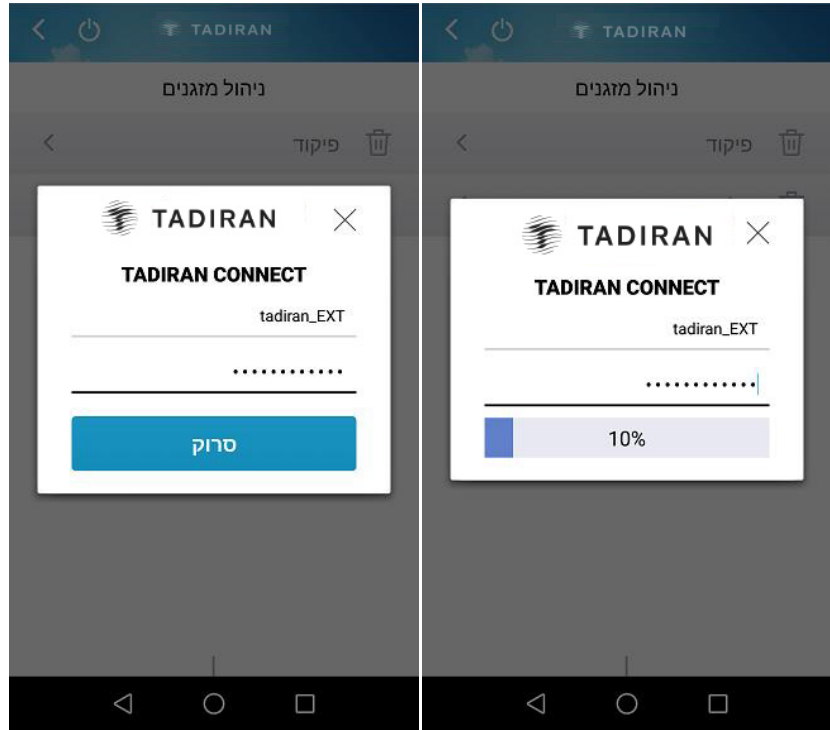 TADIRAN
ניהול מזגנים
פיקוד
TADIRAN
TADIRAN CONNECT
tadiran_EXT
••••••••••••
סרוק
TADIRAN
ניהול מזגנים
פיקוד
TADIRAN
TADIRAN CONNECT
tadiran_EXT
••••••••••••
10%